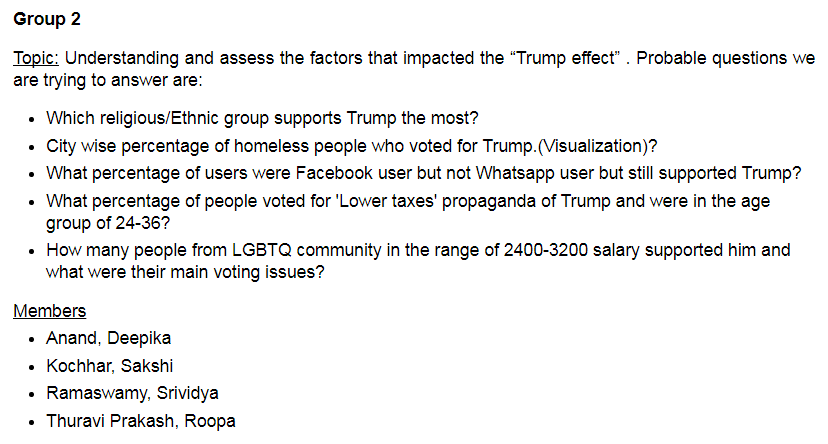 Group 2
Topic: Understanding and assess the factors that impacted the “Trump effect” . Probable questions we
are trying to answer are:
• Which religious/Ethnic group supports Trump the most?
• City wise percentage of homeless people who voted for Trump.(Visualization)?
• What percentage of users were Facebook user but not Whatsapp user but still supported Trump?
• What percentage of people voted for 'Lower taxes' propaganda of Trump and were in the age
group of 24-36?
• How many people from LGBTQ community in the range of 2400-3200 salary supported him and
what were their main voting issues?
Members
• Anand, Deepika
• Kochhar, Sakshi
• Ramaswamy, Srividya
• Thuravi Prakash, Roopa